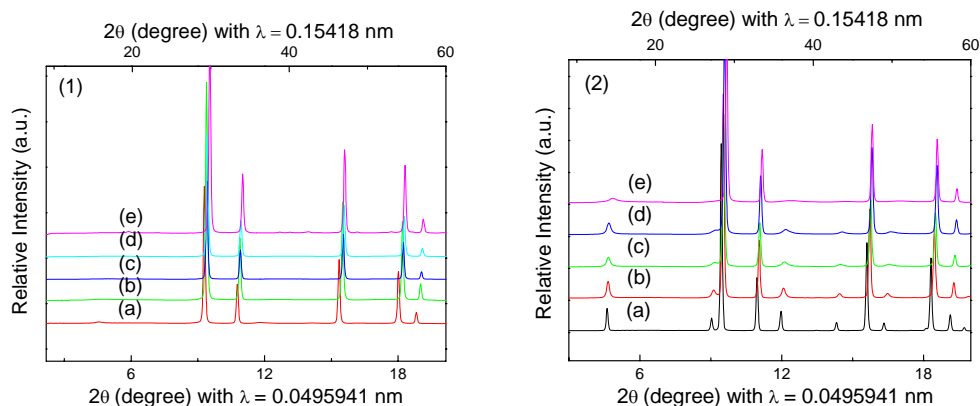 2θ (degree) with λ = 0.15418 nm
20 40 60
(1)
Relative Intensity (a.u.)
(e)
(d)
(c)
(b)
(a)
6 12 18
2θ (degree) with λ = 0.0495941 nm
2θ (degree) with λ = 0.15418 nm
20 40 60
(2)
Relative Intensity (a.u.)
(e)
(d)
(c)
(b)
(a)
6 12 18
2θ (degree) with λ = 0.0495941 nm